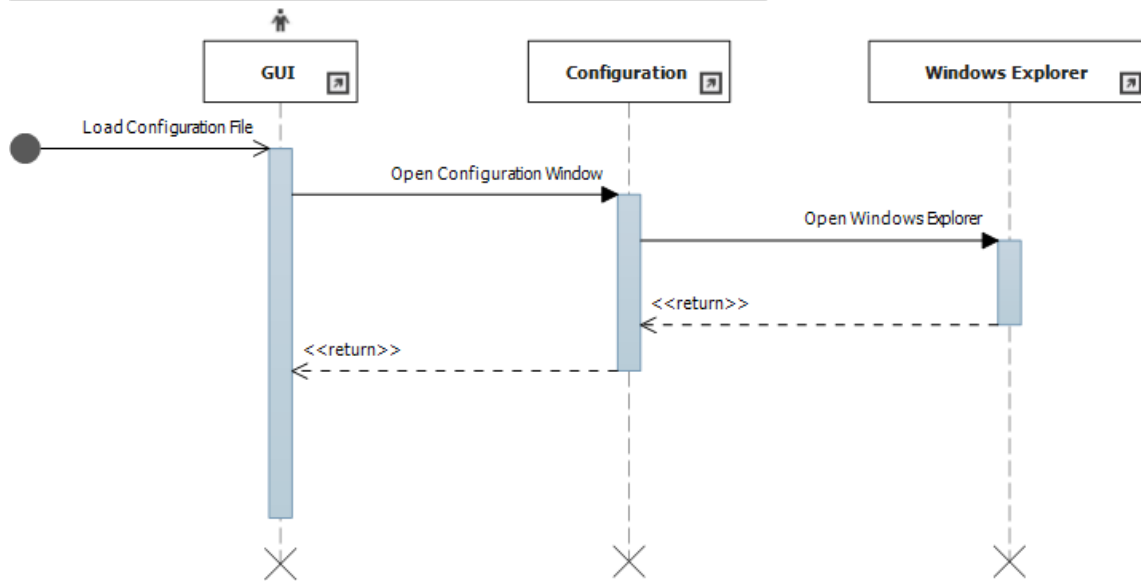 GUI
Configuration
Windows Explorer
Load Configuration File
Open Configuration Window
Open Windows Explorer
<<return>>
<<return>>